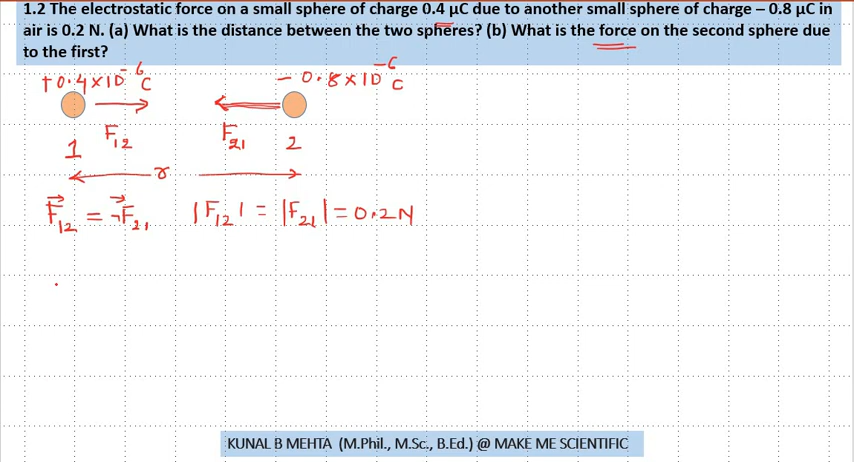 1.2 The electrostatic force on a small sphere of charge 0.4 μC due to another small sphere of charge – 0.8 μC in
air is 0.2 N. (a) What is the distance between the two spheres? (b) What is the force on the second sphere due
to the first?
+0.4×10⁻⁶C
- 0.8×10⁻⁶C
F₁₂
F₂₁
1
2
r
F⃗₁₂ = -F⃗₂₁ |F₁₂| = |F₂₁| = 0.2N
KUNAL B MEHTA (M.Phil., M.Sc., B.Ed.) @ MAKE ME SCIENTIFIC